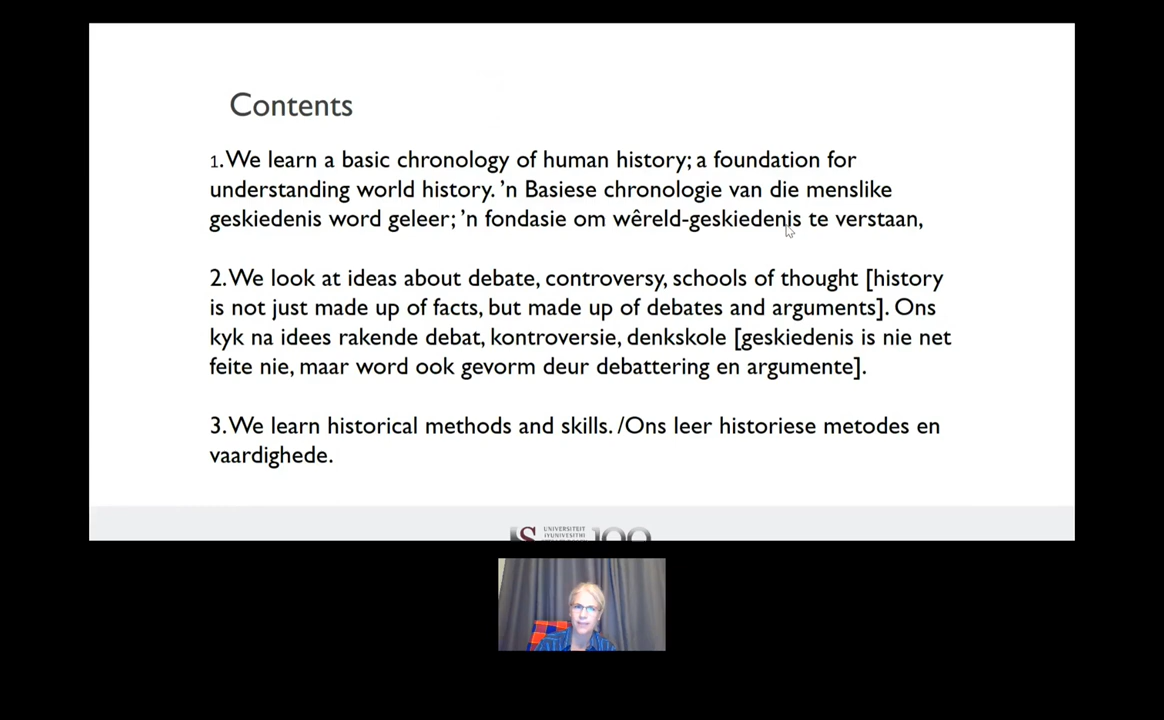 Contents
1.We learn a basic chronology of human history; a foundation for
understanding world history. ’n Basiese chronologie van die menslike
geskiedenis word geleer; ’n fondasie om wêreld-geskiedenis te verstaan,
2.We look at ideas about debate, controversy, schools of thought [history
is not just made up of facts, but made up of debates and arguments]. Ons
kyk na idees rakende debat, kontroversie, denkskole [geskiedenis is nie net
feite nie, maar word ook gevorm deur debattering en argumente].
3.We learn historical methods and skills. /Ons leer historiese metodes en
vaardighede.
UNIVERSITEIT
iYUNIVESITHI
100